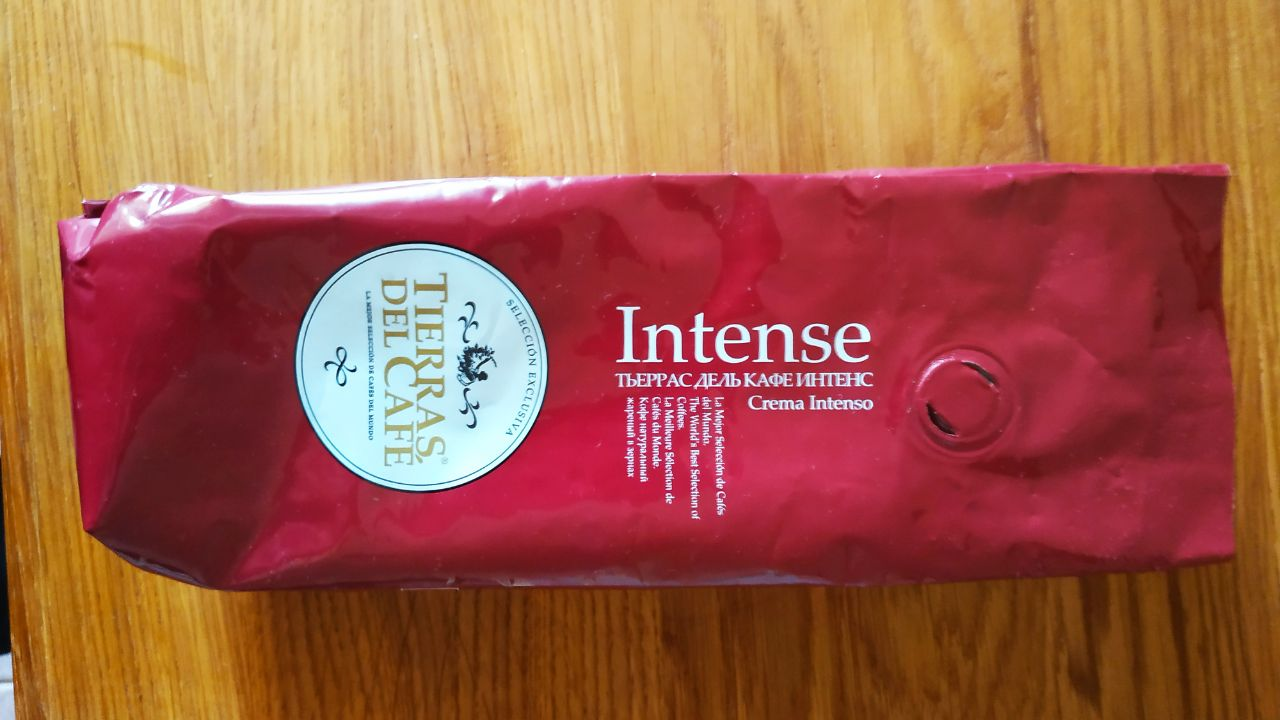 SELECCIÓN EXCLUSIVA
TIERRAS
DEL CAFÉ®
LA MEJOR SELECCIÓN DE CAFÉS DEL MUNDO
Intense
ТЬЕРРАС ДЕЛЬ КАФЕ ИНТЕНС
Crema Intenso
La Mejor Selección de Cafés
del Mundo.
The World's Best Selection of
Coffees.
La Meilleure Sélection de
Cafés du Monde.
Кофе натуральный
жареный в зернах